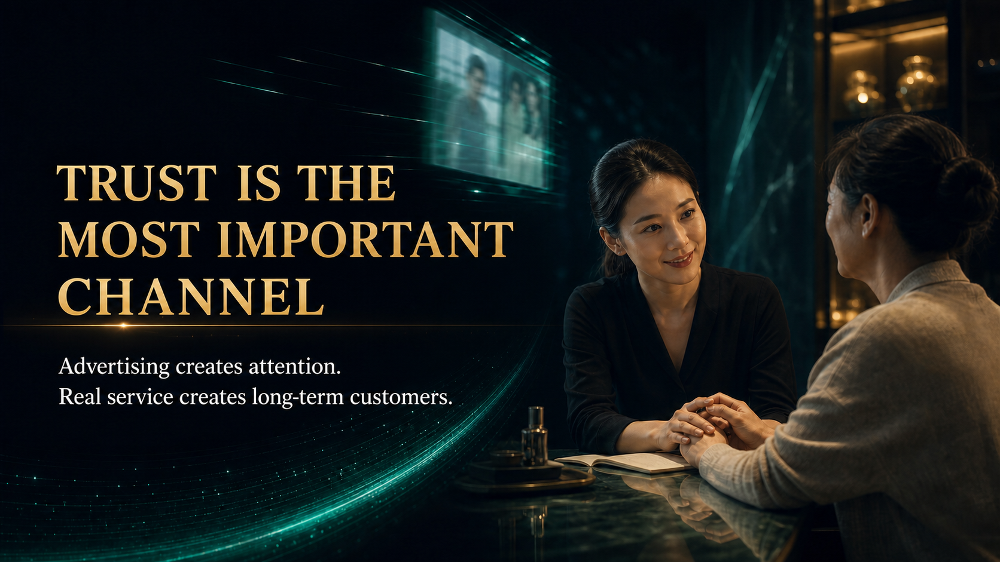 TRUST IS THE
MOST IMPORTANT
CHANNEL
Advertising creates attention.
Real service creates long-term customers.